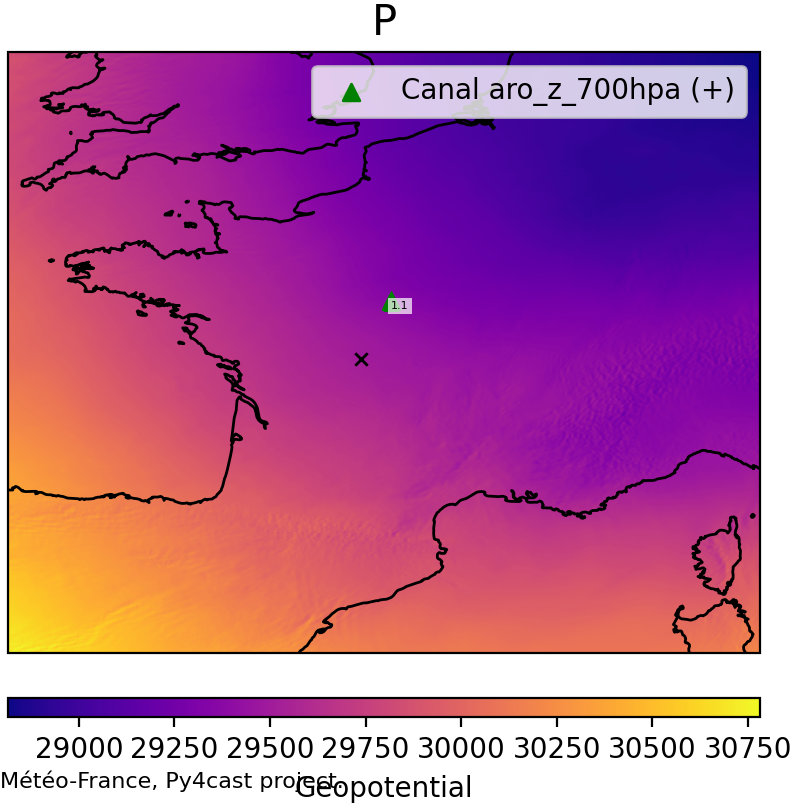 P
Canal aro_z_700hpa (+)
1.1
29000 29250 29500 29750 30000 30250 30500 30750
Météo-France, Py4cast project.
Geopotential